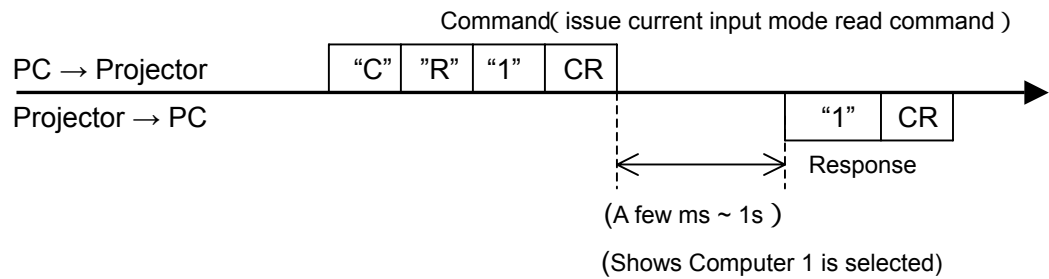 Command( issue current input mode read command )
PC → Projector
“C” ”R” “1” CR
Projector → PC
“1” CR
Response
(A few ms ~ 1s )
(Shows Computer 1 is selected)